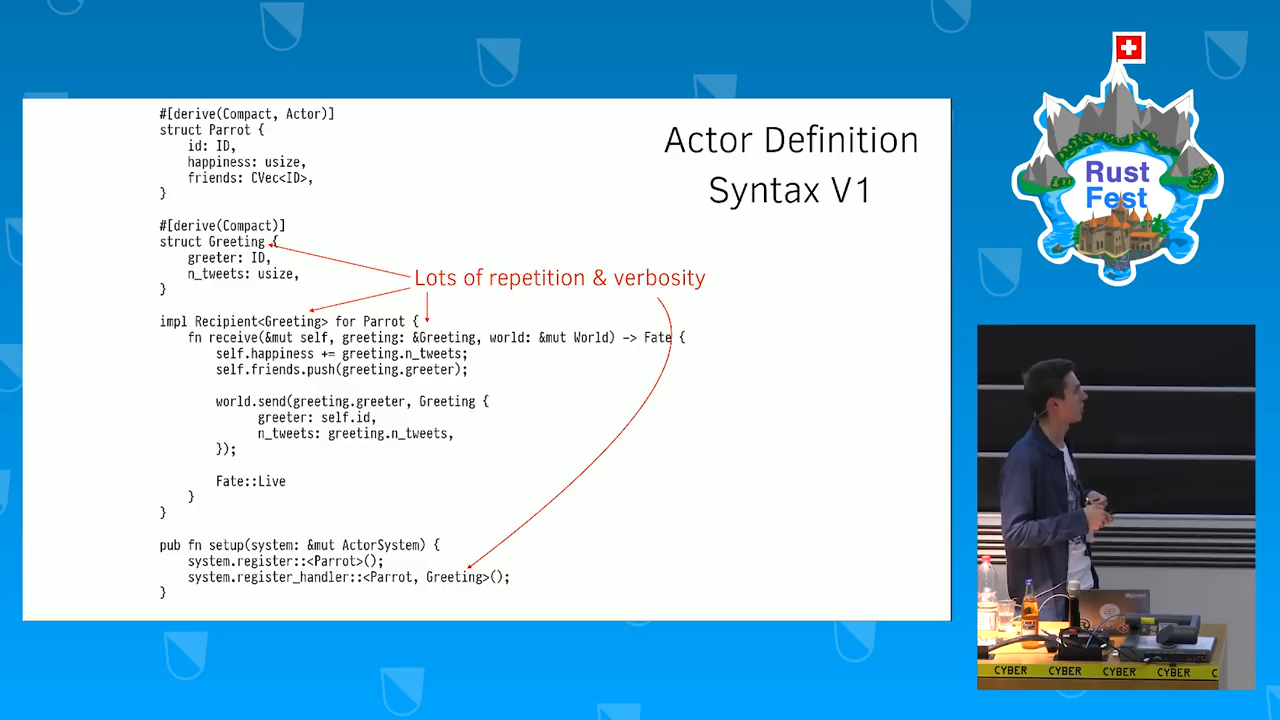 #[derive(Compact, Actor)]
struct Parrot {
    id: ID,
    happiness: usize,
    friends: CVec<ID>,
}
#[derive(Compact)]
struct Greeting {
    greeter: ID,
    n_tweets: usize,
}
impl Recipient<Greeting> for Parrot {
    fn receive(&mut self, greeting: &Greeting, world: &mut World) -> Fate {
        self.happiness += greeting.n_tweets;
        self.friends.push(greeting.greeter);
        world.send(greeting.greeter, Greeting {
            greeter: self.id,
            n_tweets: greeting.n_tweets,
        });
        Fate::Live
    }
}
pub fn setup(system: &mut ActorSystem) {
    system.register::<Parrot>();
    system.register_handler::<Parrot, Greeting>();
}
Actor Definition
Syntax V1
Lots of repetition & verbosity
Rust
Fest
CYBER CYBER CYBER CYBER C